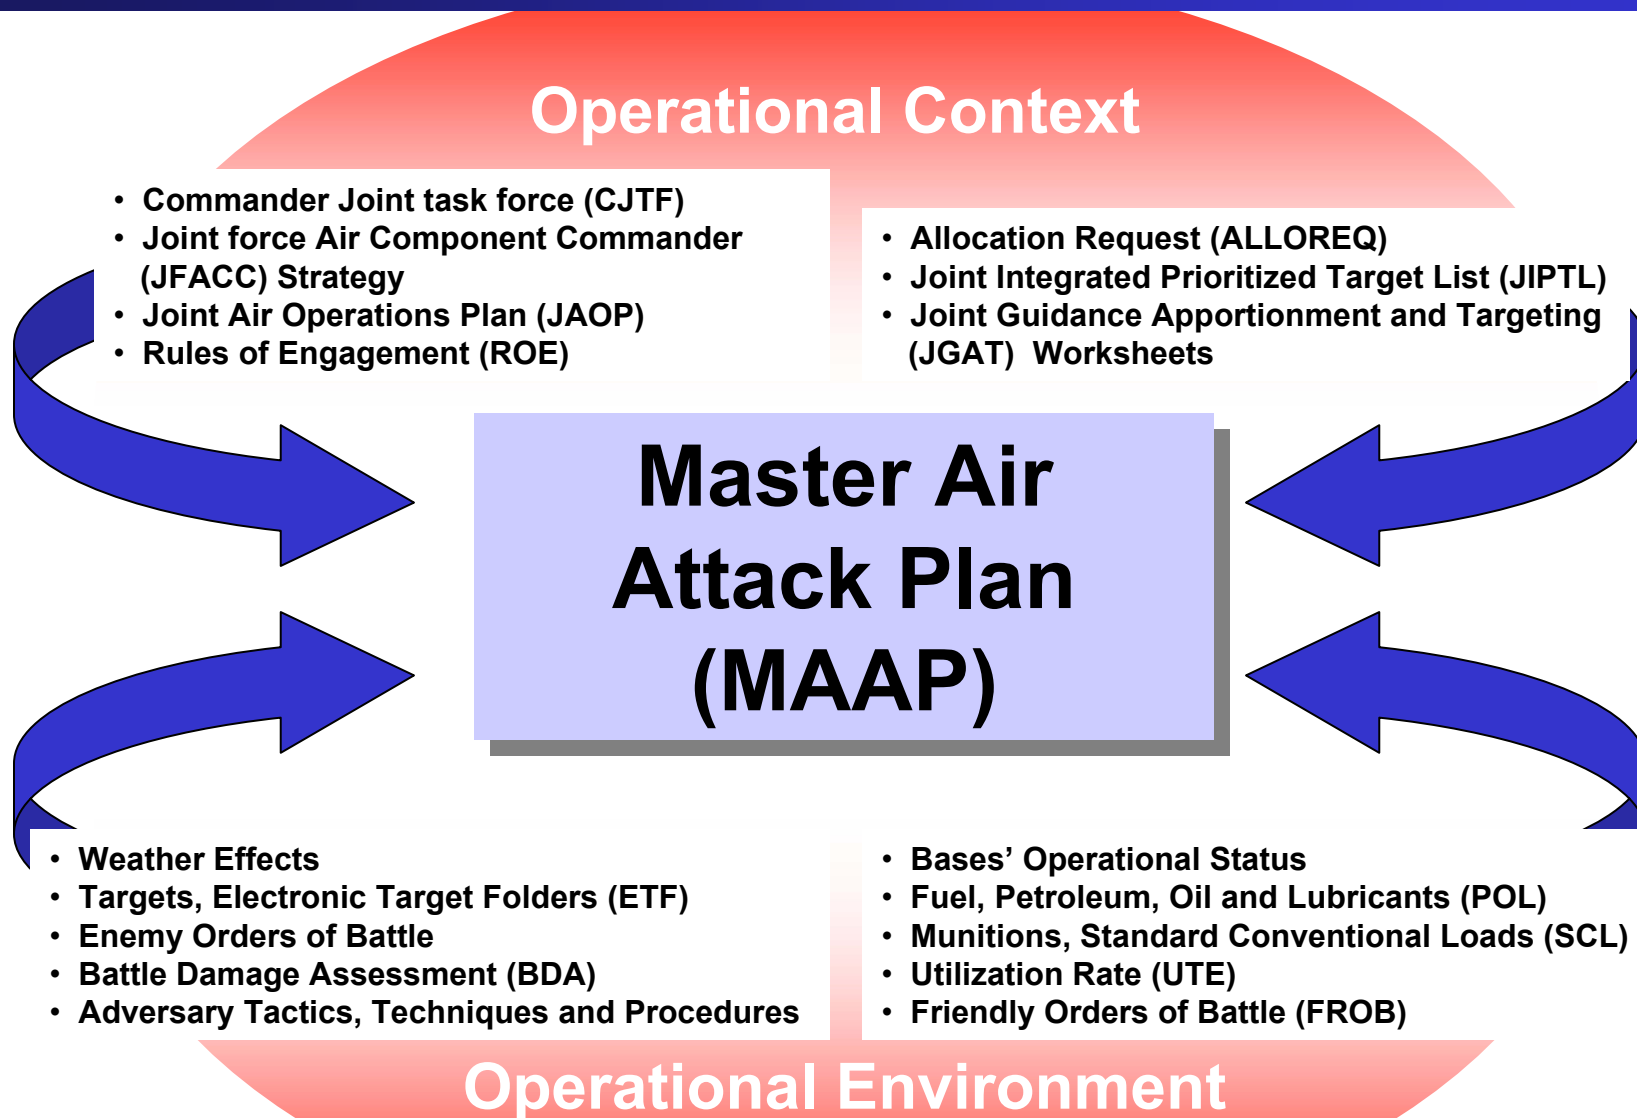 Operational Context
• Commander Joint task force (CJTF)
• Joint force Air Component Commander
(JFACC) Strategy
• Joint Air Operations Plan (JAOP)
• Rules of Engagement (ROE)
• Allocation Request (ALLOREQ)
• Joint Integrated Prioritized Target List (JIPTL)
• Joint Guidance Apportionment and Targeting
(JGAT) Worksheets
Master Air
Attack Plan
(MAAP)
• Weather Effects
• Targets, Electronic Target Folders (ETF)
• Enemy Orders of Battle
• Battle Damage Assessment (BDA)
• Adversary Tactics, Techniques and Procedures
• Bases’ Operational Status
• Fuel, Petroleum, Oil and Lubricants (POL)
• Munitions, Standard Conventional Loads (SCL)
• Utilization Rate (UTE)
• Friendly Orders of Battle (FROB)
Operational Environment